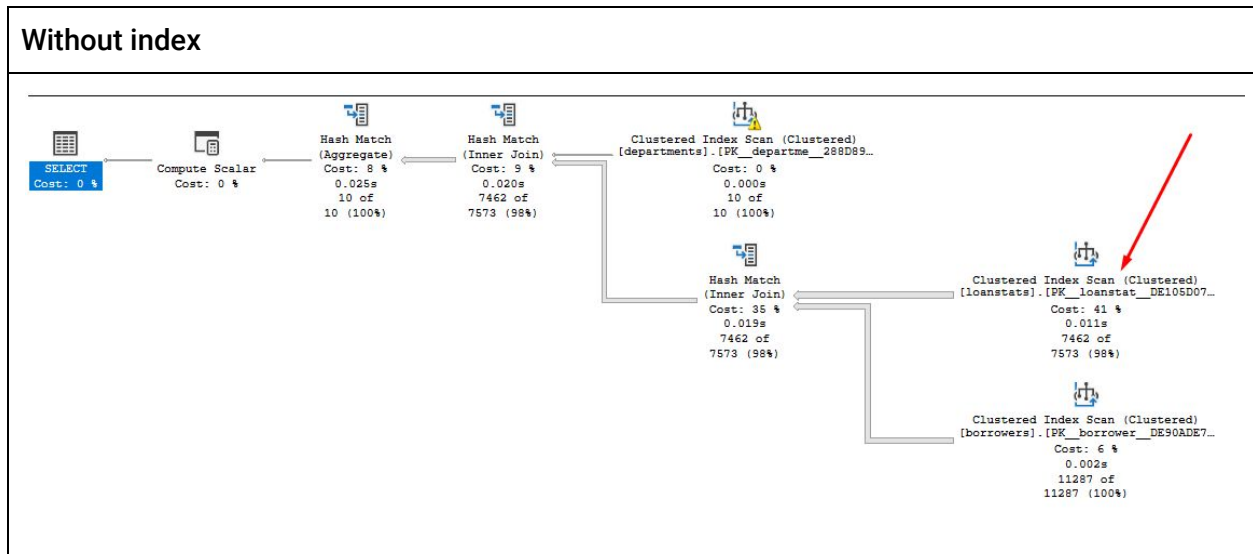 Without index
SELECT
Cost: 0 %
Compute Scalar
Cost: 0 %
Hash Match
(Aggregate)
Cost: 8 %
0.025s
10 of
10 (100%)
Hash Match
(Inner Join)
Cost: 9 %
0.020s
7462 of
7573 (98%)
Clustered Index Scan (Clustered)
[departments].[PK__departme__288D89…
Cost: 0 %
0.000s
10 of
10 (100%)
Hash Match
(Inner Join)
Cost: 35 %
0.019s
7462 of
7573 (98%)
Clustered Index Scan (Clustered)
[loanstats].[PK__loanstat__DE105D07…
Cost: 41 %
0.011s
7462 of
7573 (98%)
Clustered Index Scan (Clustered)
[borrowers].[PK__borrower__DE90ADE7…
Cost: 6 %
0.002s
11287 of
11287 (100%)